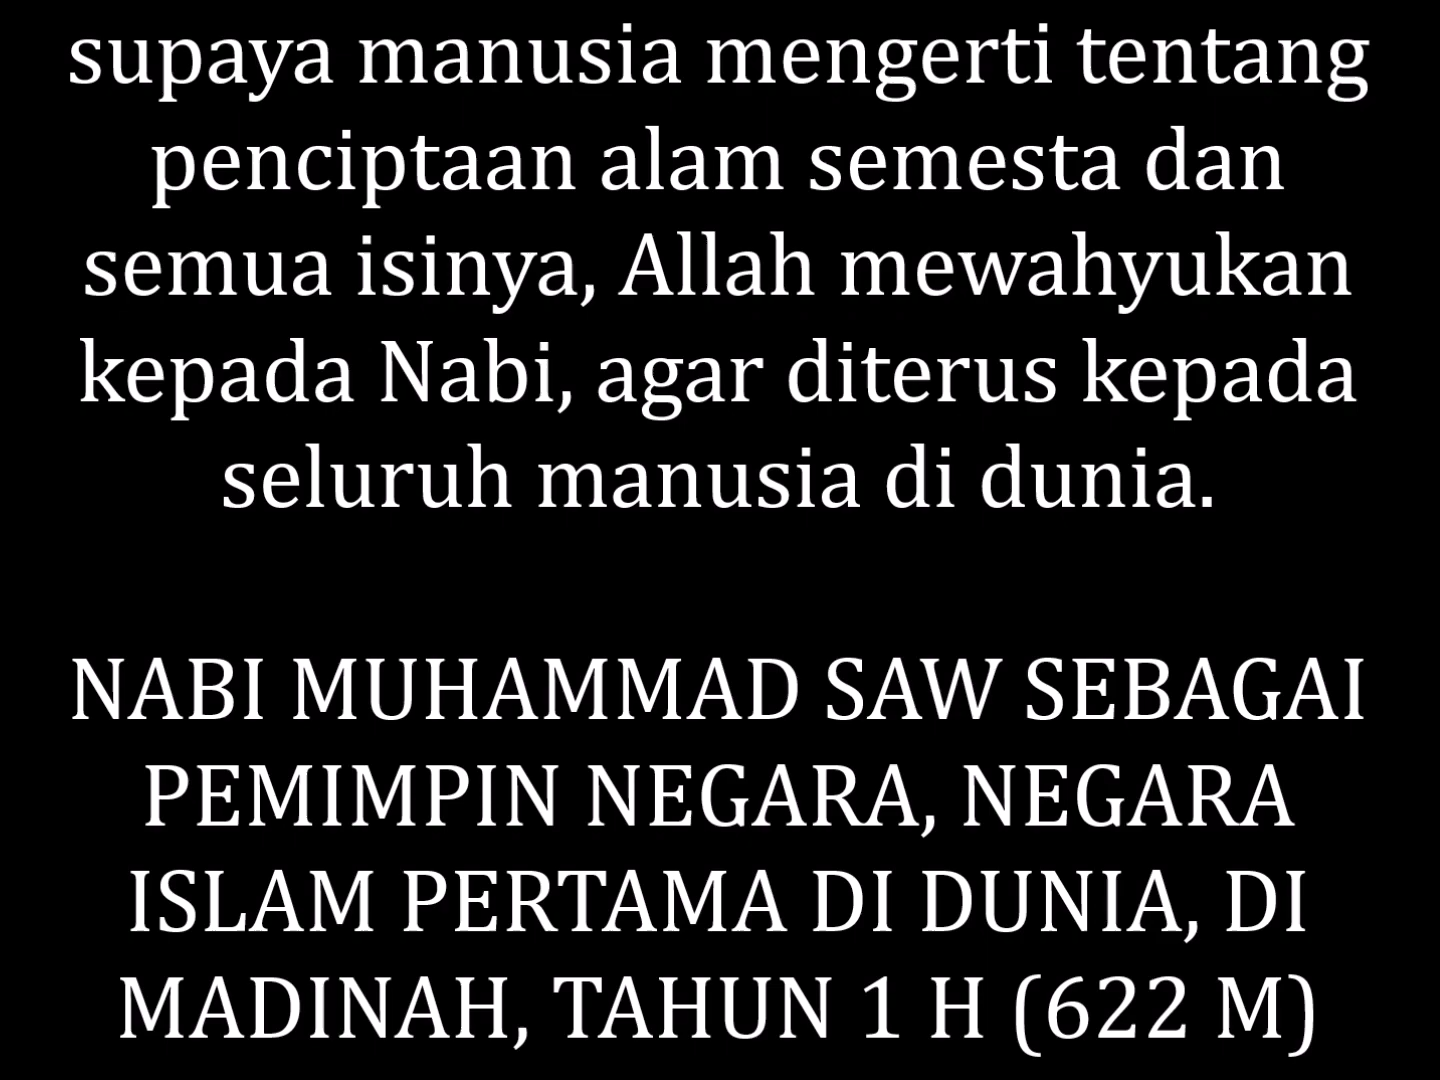 supaya manusia mengerti tentang
penciptaan alam semesta dan
semua isinya, Allah mewahyukan
kepada Nabi, agar diterus kepada
seluruh manusia di dunia.
NABI MUHAMMAD SAW SEBAGAI
PEMIMPIN NEGARA, NEGARA
ISLAM PERTAMA DI DUNIA, DI
MADINAH, TAHUN 1 H (622 M)